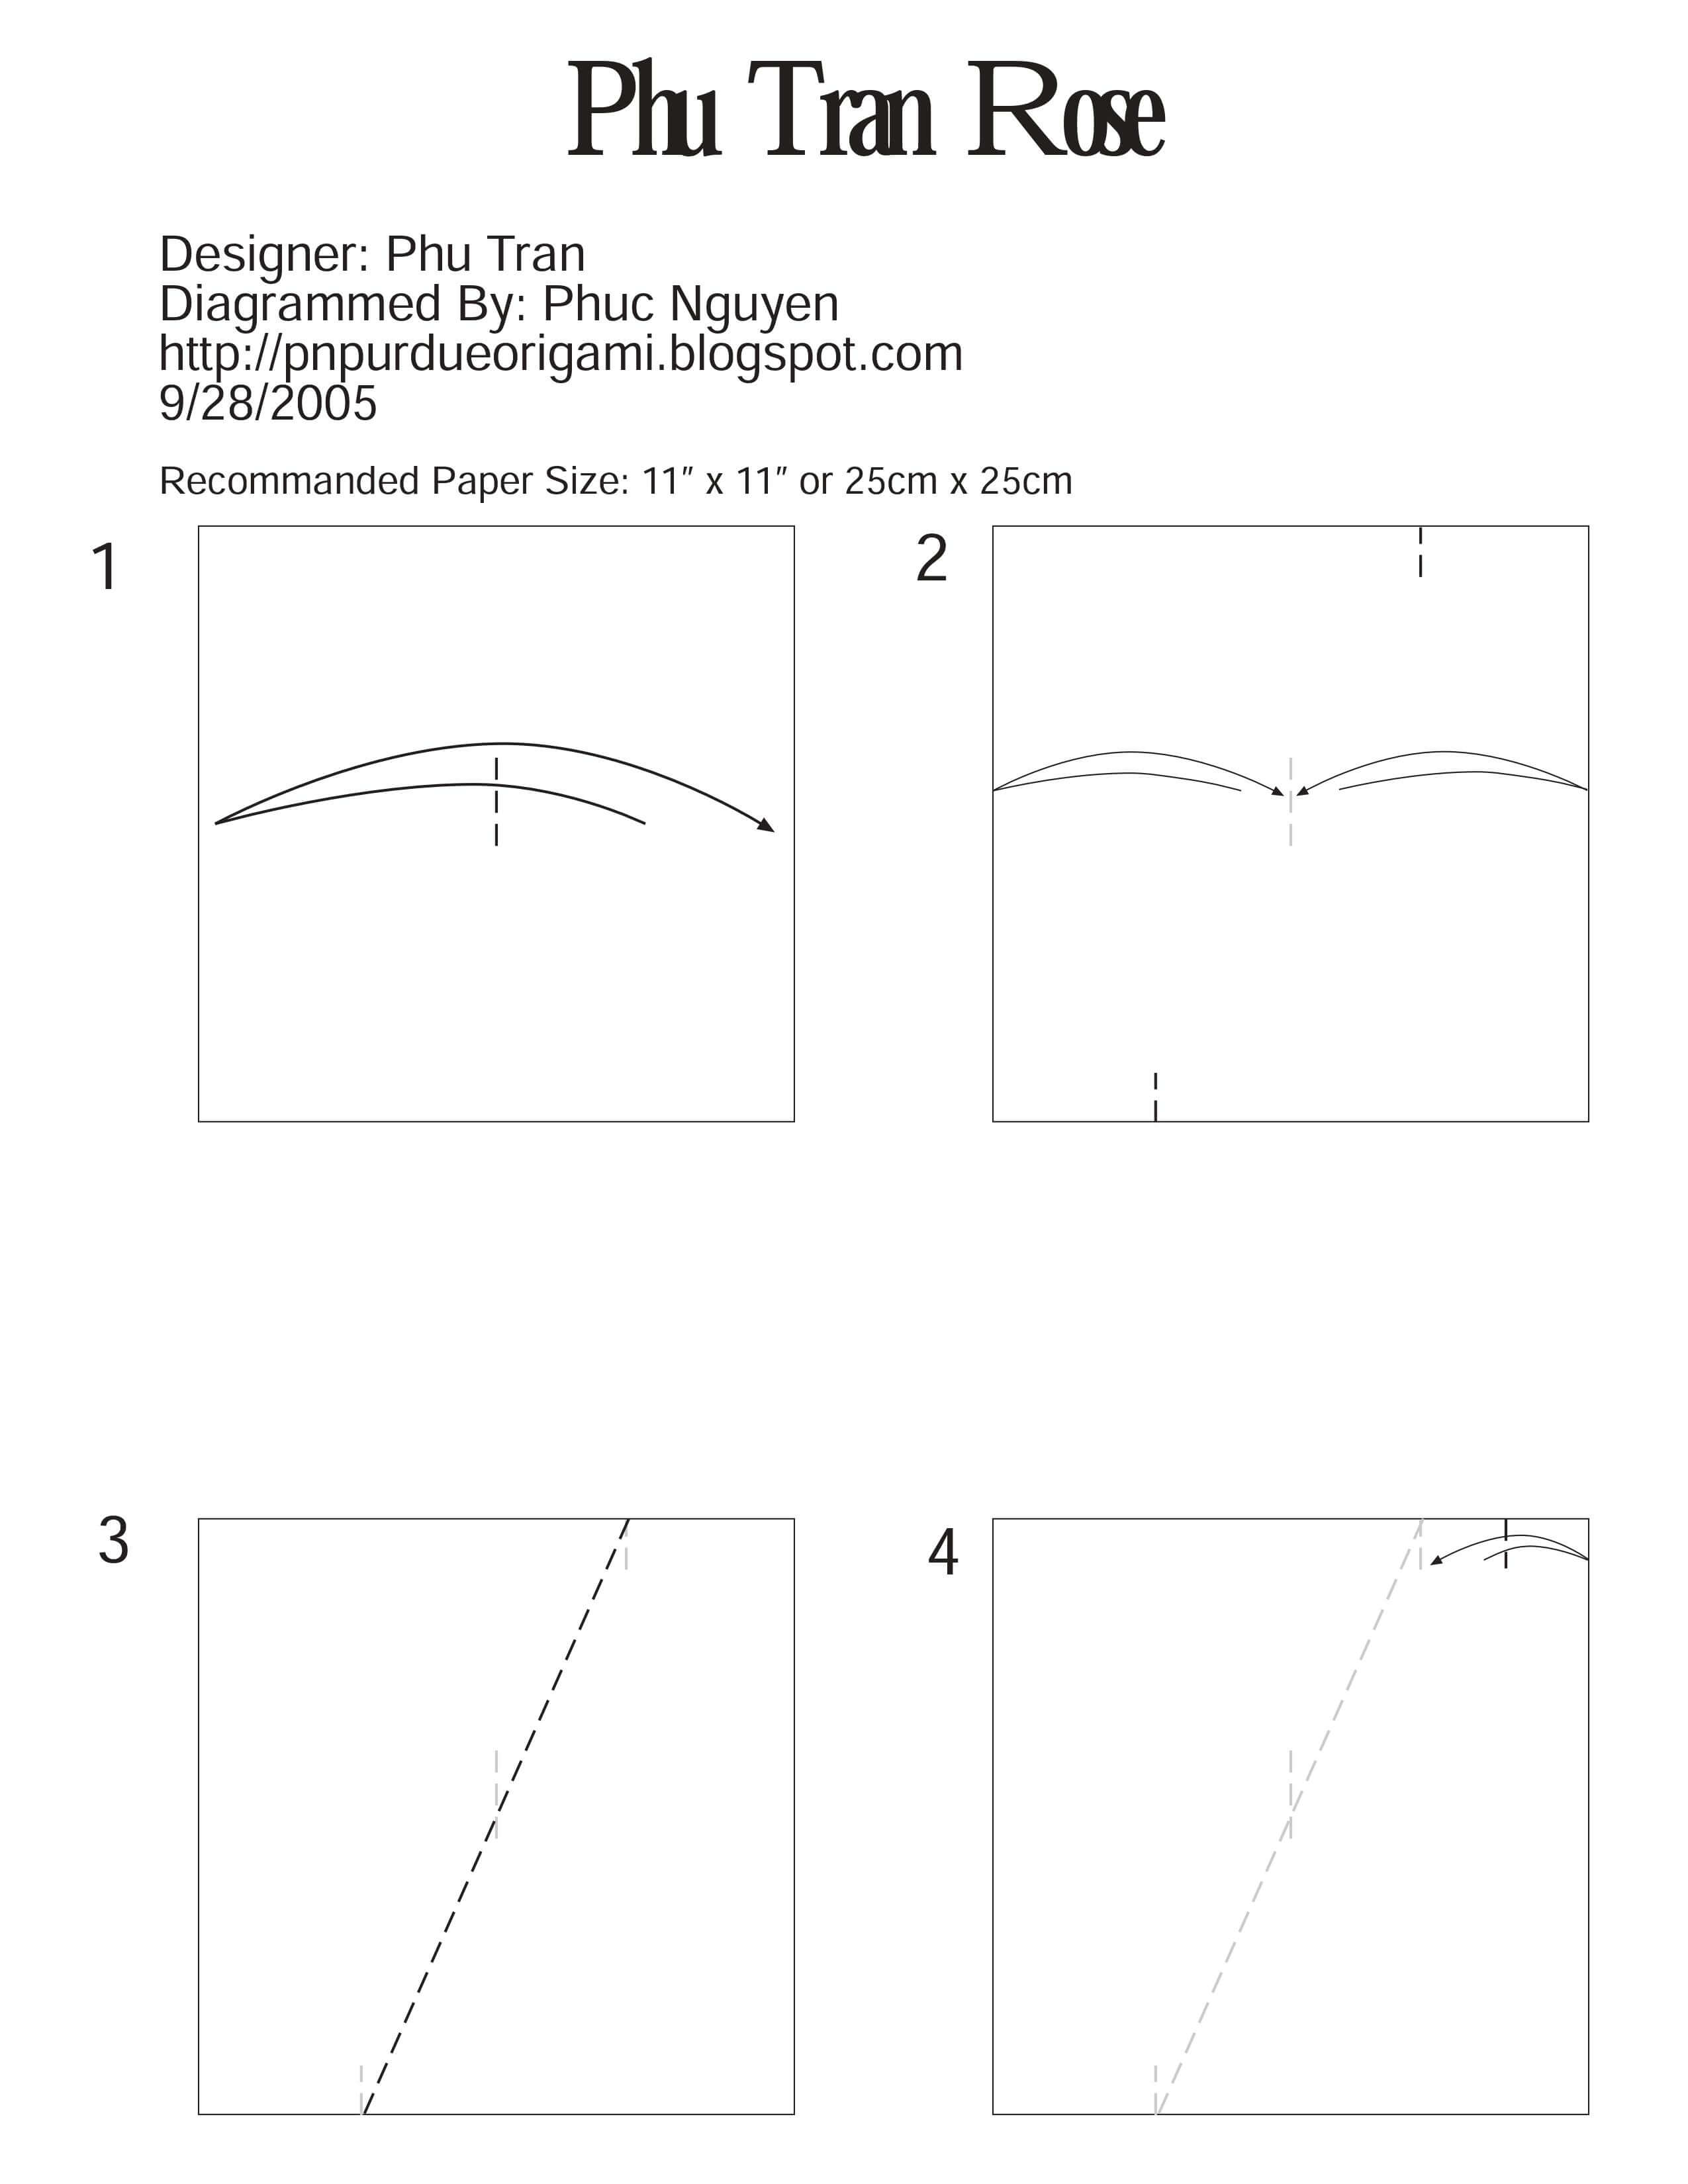 Phu Tran Rose
Designer: Phu Tran
Diagrammed By: Phuc Nguyen
http://pnpurdueorigami.blogspot.com
9/28/2005
Recommanded Paper Size: 11" x 11" or 25cm x 25cm
1
2
3
4